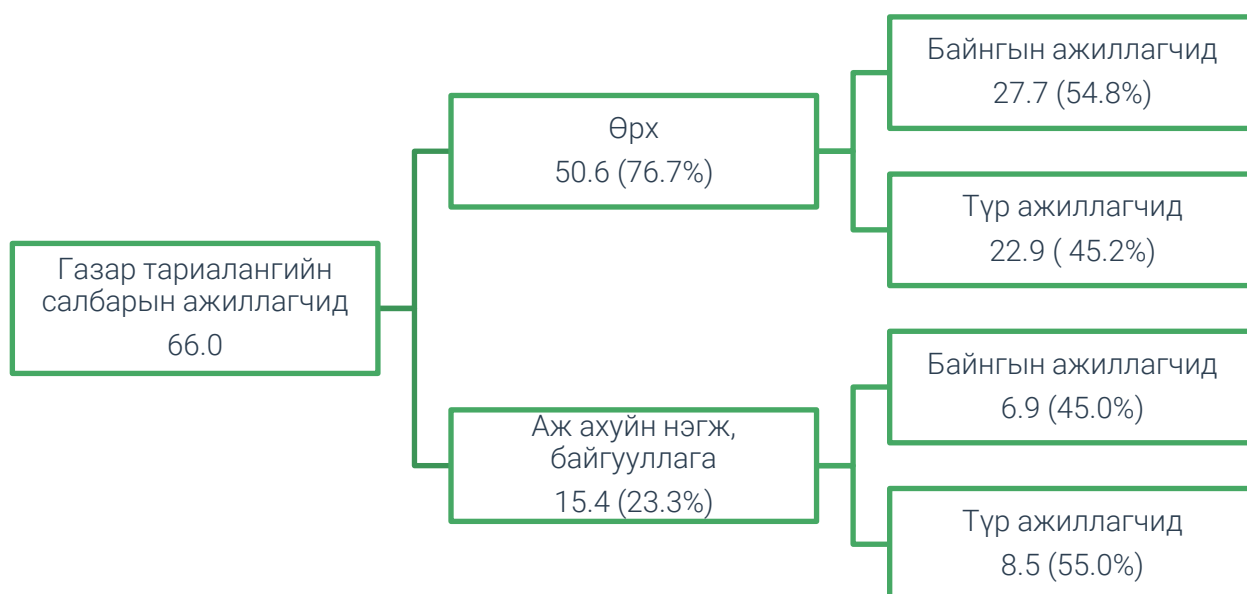 Газар тариалангийн
салбарын ажиллагчид
66.0
Өрх
50.6 (76.7%)
Байнгын ажиллагчид
27.7 (54.8%)
Түр ажиллагчид
22.9 ( 45.2%)
Аж ахуйн нэгж,
байгууллага
15.4 (23.3%)
Байнгын ажиллагчид
6.9 (45.0%)
Түр ажиллагчид
8.5 (55.0%)